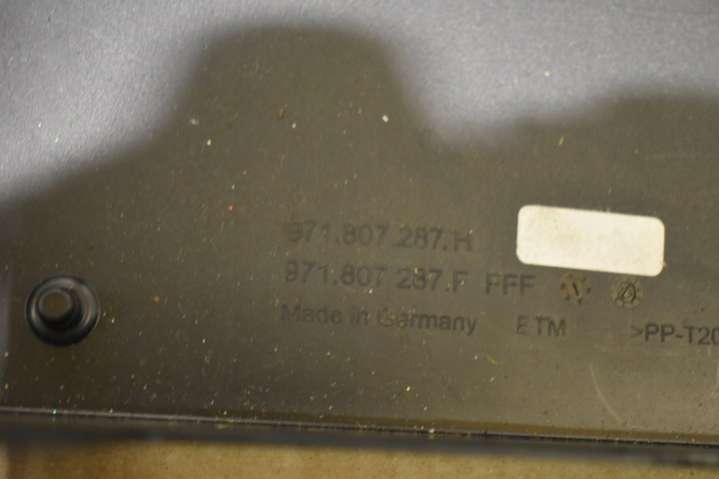 971.807.287.H
971.807 287.F FFF
Made in Germany ETM >PP-T20